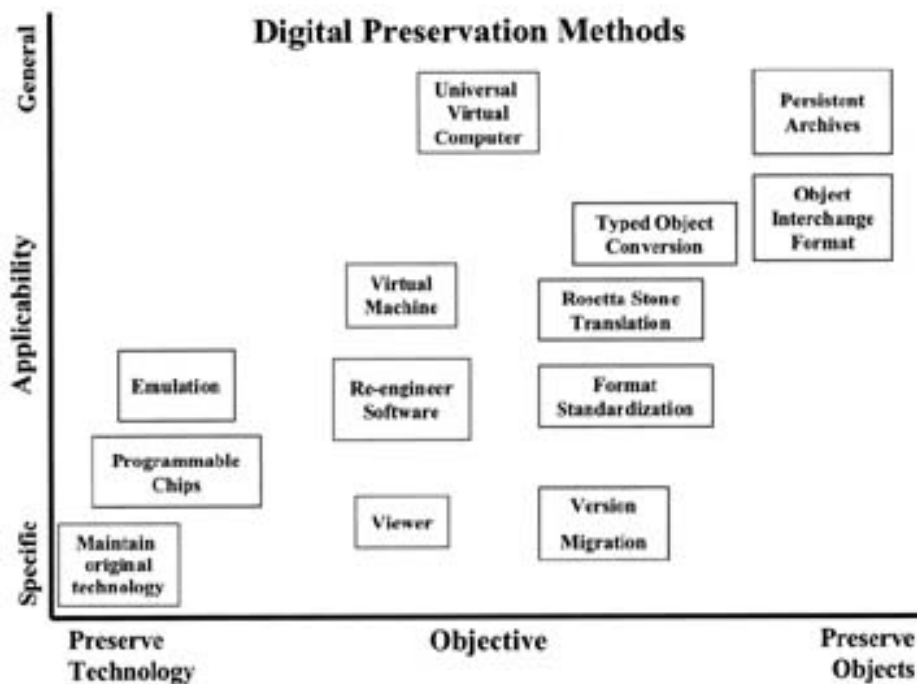 Digital Preservation Methods
General
Applicability
Specific
Universal
Virtual
Computer
Persistent
Archives
Object
Interchange
Format
Typed Object
Conversion
Virtual
Machine
Rosetta Stone
Translation
Emulation
Re-engineer
Software
Format
Standardization
Programmable
Chips
Viewer
Version
Migration
Maintain
original
technology
Preserve
Technology
Objective
Preserve
Objects